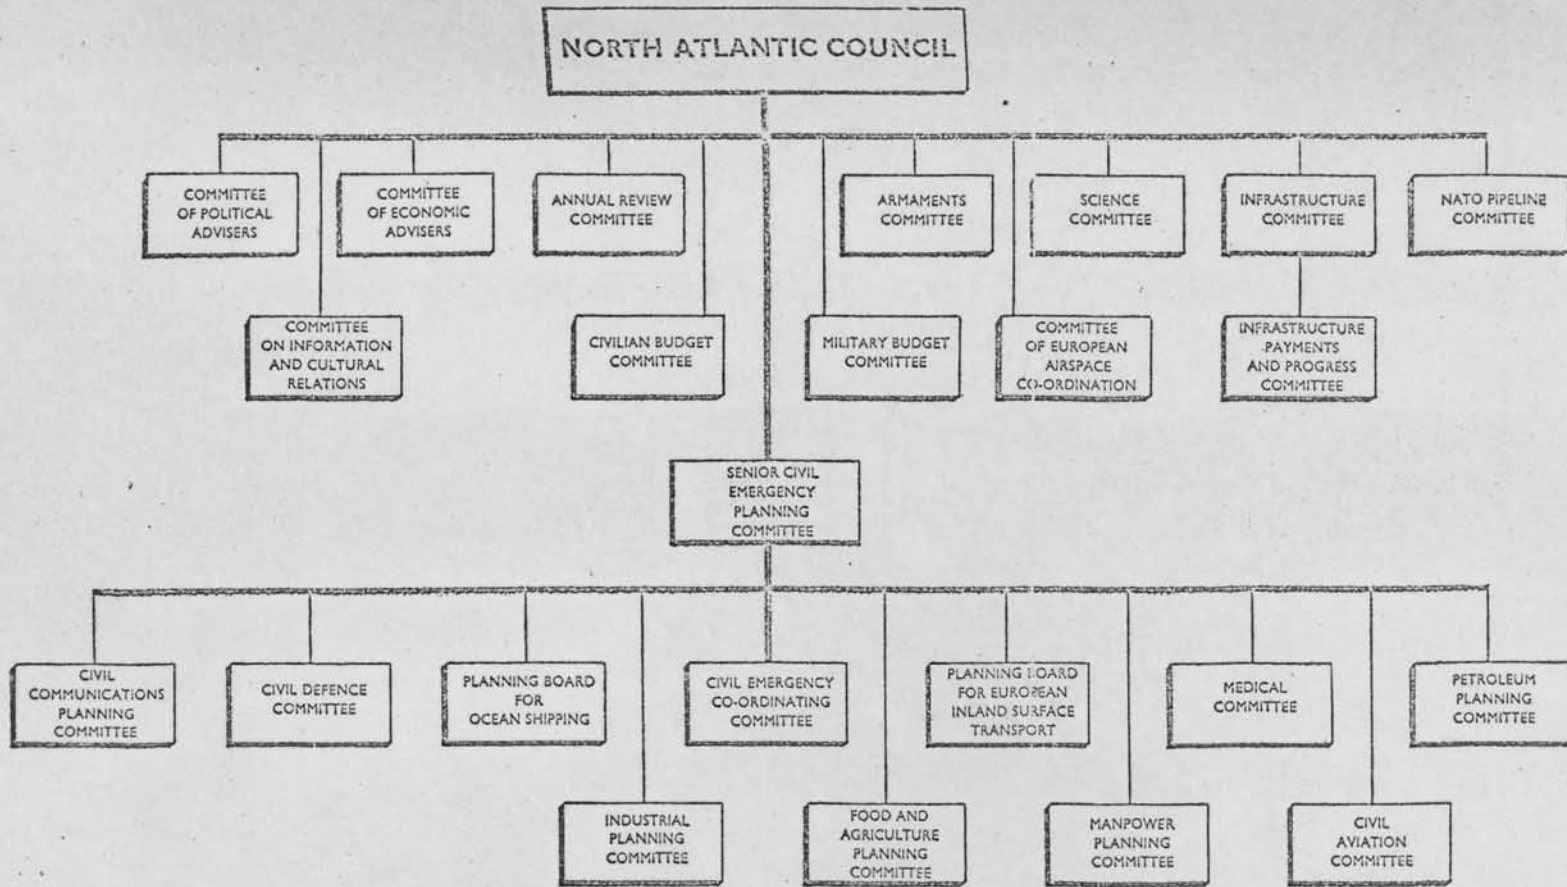 NORTH ATLANTIC COUNCIL
COMMITTEE
OF POLITICAL
ADVISERS
COMMITTEE
OF ECONOMIC
ADVISERS
ANNUAL REVIEW
COMMITTEE
ARMAMENTS
COMMITTEE
SCIENCE
COMMITTEE
INFRASTRUCTURE
COMMITTEE
NATO PIPELINE
COMMITTEE
COMMITTEE
ON INFORMATION
AND CULTURAL
RELATIONS
CIVILIAN BUDGET
COMMITTEE
MILITARY BUDGET
COMMITTEE
COMMITTEE
OF EUROPEAN
AIRSPACE
CO-ORDINATION
INFRASTRUCTURE
PAYMENTS
AND PROGRESS
COMMITTEE
SENIOR CIVIL
EMERGENCY
PLANNING
COMMITTEE
CIVIL
COMMUNICATIONS
PLANNING
COMMITTEE
CIVIL DEFENCE
COMMITTEE
PLANNING BOARD
FOR
OCEAN SHIPPING
CIVIL EMERGENCY
CO-ORDINATING
COMMITTEE
PLANNING BOARD
FOR EUROPEAN
INLAND SURFACE
TRANSPORT
MEDICAL
COMMITTEE
PETROLEUM
PLANNING
COMMITTEE
INDUSTRIAL
PLANNING
COMMITTEE
FOOD AND
AGRICULTURE
PLANNING
COMMITTEE
MANPOWER
PLANNING
COMMITTEE
CIVIL
AVIATION
COMMITTEE